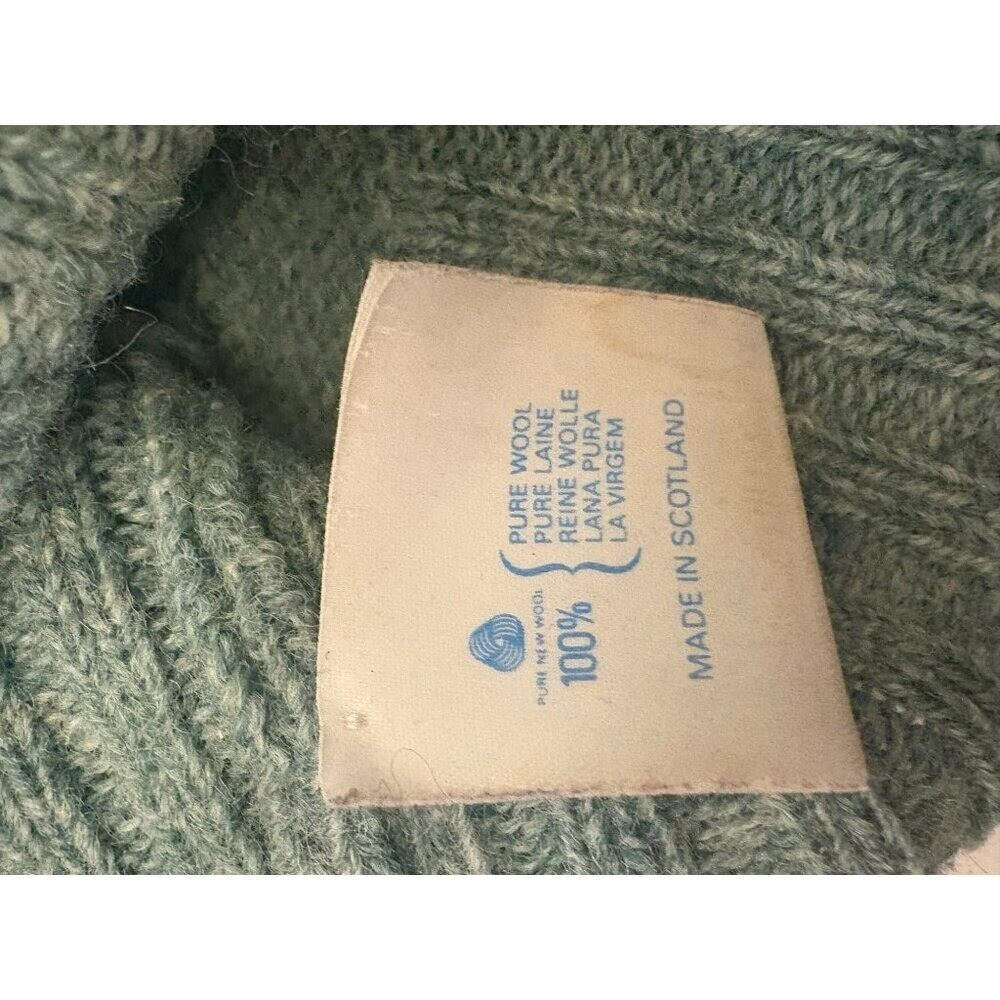 PURE NEW WOOL
100%
PURE WOOL
PURE LAINE
REINE WOLLE
LANA PURA
LA VIRGEM
MADE IN SCOTLAND